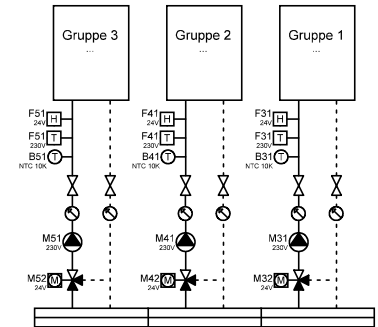 Gruppe 3
...
Gruppe 2
...
Gruppe 1
...
F51
24V
H
F41
24V
H
F31
24V
H
F51
230V
T
F41
230V
T
F31
230V
T
B51
NTC 10K
T
B41
NTC 10K
T
B31
NTC 10K
T
M51
230V
M41
230V
M31
230V
M52
24V
M
M42
24V
M
M32
24V
M